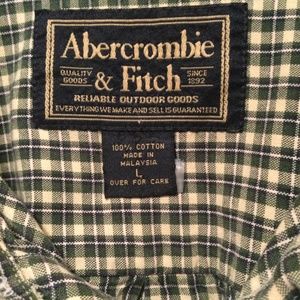 Abercrombie
QUALITY GOODS & Fitch SINCE 1892
RELIABLE OUTDOOR GOODS
EVERYTHING WE MAKE AND SELL IS GUARANTEED
100% COTTON
MADE IN
MALAYSIA
L
OVER FOR CARE